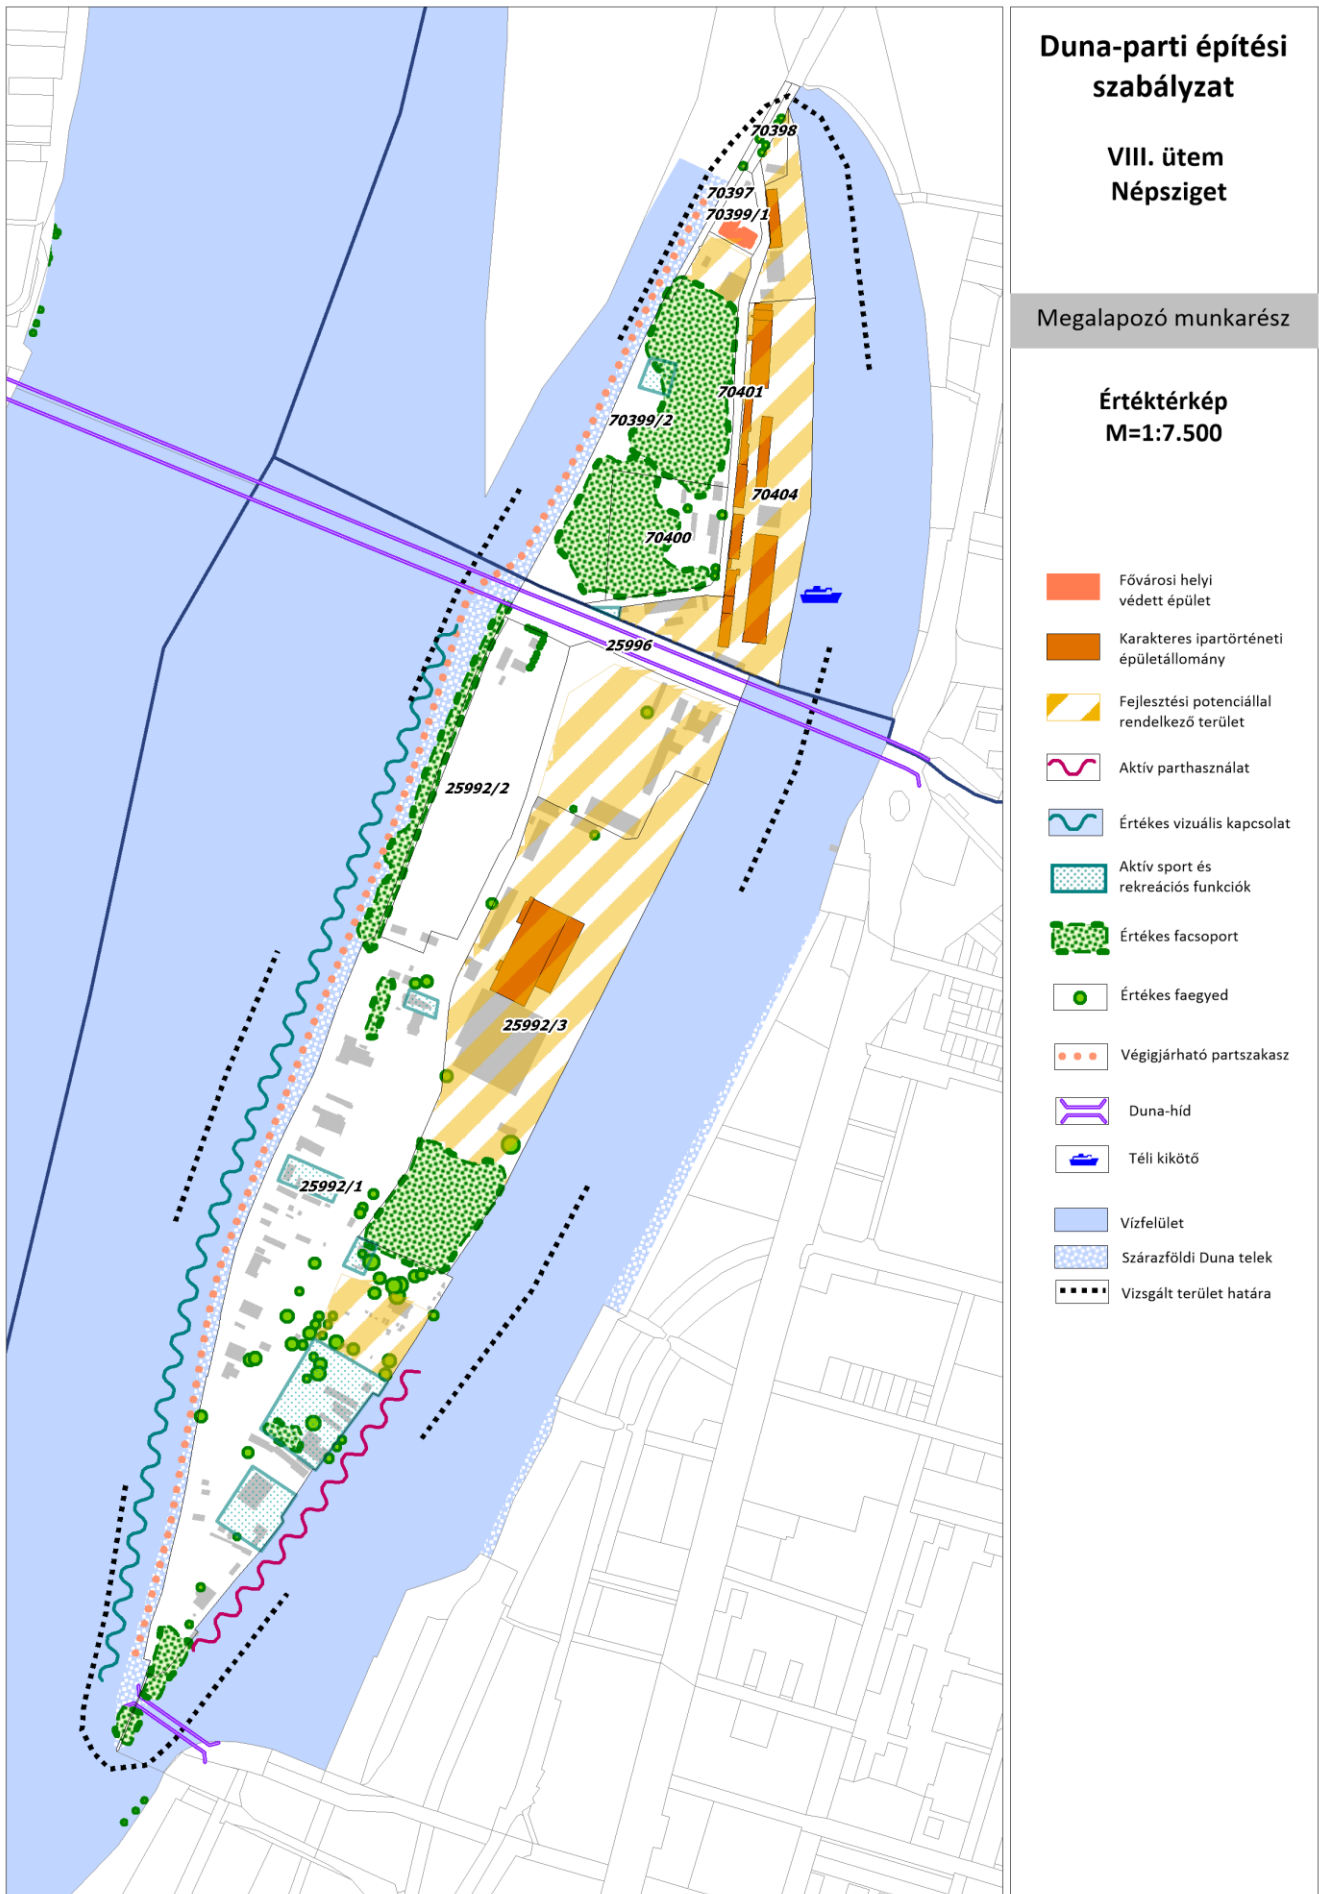 Duna-parti építési
szabályzat
VIII. ütem
Népsziget
Megalapozó munkarész
Értéktérkép
M=1:7.500
Fővárosi helyi
védett épület
Karakteres ipartörténeti
épületállomány
Fejlesztési potenciállal
rendelkező terület
Aktív parthasználat
Értékes vizuális kapcsolat
Aktív sport és
rekreációs funkciók
Értékes facsoport
Értékes faegyed
Végigjárható partszakasz
Duna-híd
Téli kikötő
Vízfelület
Szárazföldi Duna telek
Vizsgált terület határa
70398
70397
70399/1
70401
70399/2
70404
70400
25996
25992/2
25992/3
25992/1